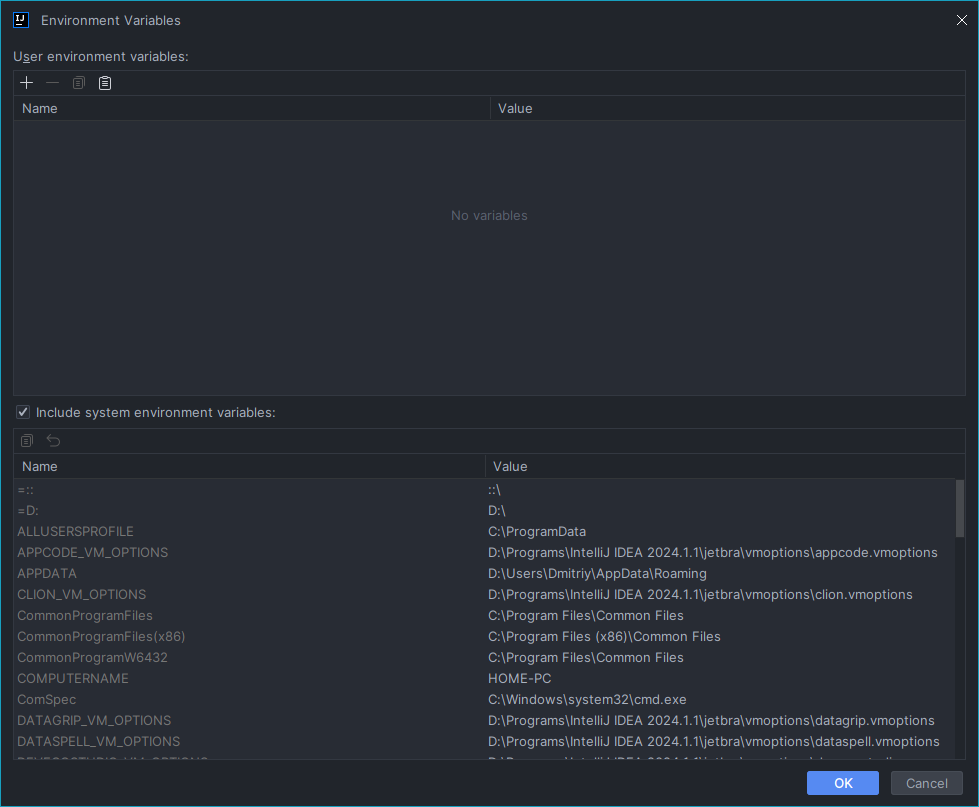 IJ Environment Variables
User environment variables:
Name Value
No variables
Include system environment variables:
Name Value
=:: ::\
=D: D:\
ALLUSERSPROFILE C:\ProgramData
APPCODE_VM_OPTIONS D:\Programs\IntelliJ IDEA 2024.1.1\jetbra\vmoptions\appcode.vmoptions
APPDATA D:\Users\Dmitriy\AppData\Roaming
CLION_VM_OPTIONS D:\Programs\IntelliJ IDEA 2024.1.1\jetbra\vmoptions\clion.vmoptions
CommonProgramFiles C:\Program Files\Common Files
CommonProgramFiles(x86) C:\Program Files (x86)\Common Files
CommonProgramW6432 C:\Program Files\Common Files
COMPUTERNAME HOME-PC
ComSpec C:\Windows\system32\cmd.exe
DATAGRIP_VM_OPTIONS D:\Programs\IntelliJ IDEA 2024.1.1\jetbra\vmoptions\datagrip.vmoptions
DATASPELL_VM_OPTIONS D:\Programs\IntelliJ IDEA 2024.1.1\jetbra\vmoptions\dataspell.vmoptions
OK Cancel